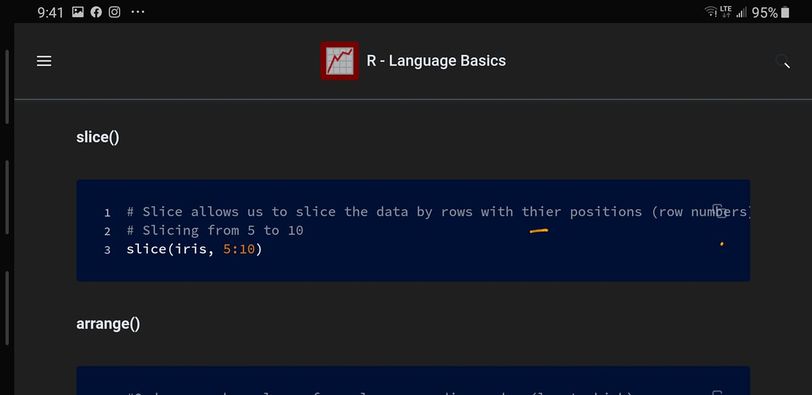 9:41
LTE
95%
R - Language Basics
slice()
1 # Slice allows us to slice the data by rows with thier positions (row numbers)
2 # Slicing from 5 to 10
3 slice(iris, 5:10)
arrange()